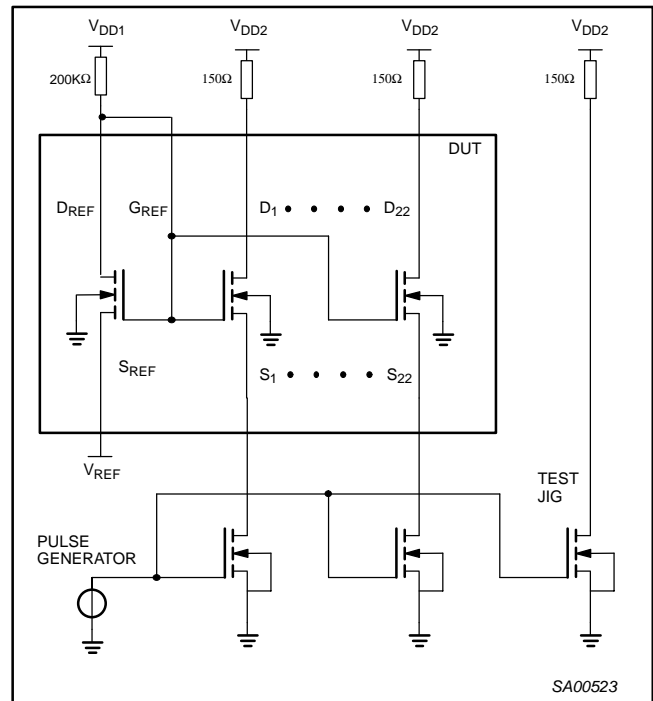 VDD1 VDD2 VDD2 VDD2
200KΩ 150Ω 150Ω 150Ω
DUT
DREF GREF D1 • • • • D22
SREF S1 • • • • S22
VREF
TEST
JIG
PULSE
GENERATOR
SA00523